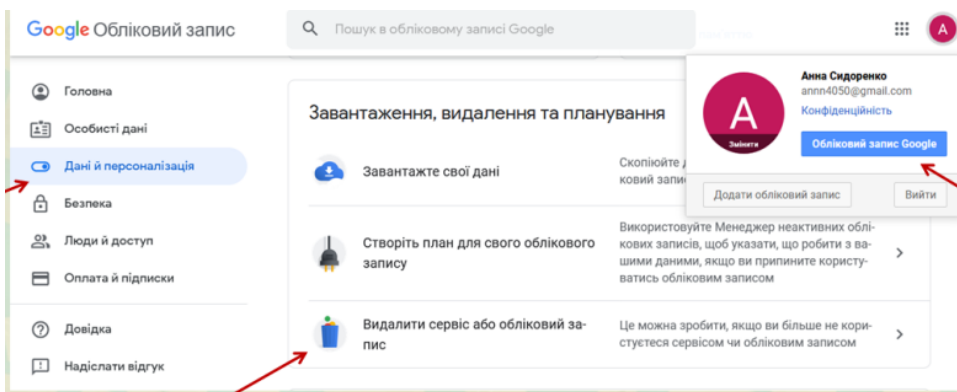 Google Обліковий запис
Пошук в обліковому записі Google
A
Анна Сидоренко
annn4050@gmail.com
Конфіденційність
A
Змінити
Обліковий запис Google
Додати обліковий запис
Вийти
Головна
Особисті дані
Дані й персоналізація
Безпека
Люди й доступ
Оплата й підписки
Довідка
Надіслати відгук
Завантаження, видалення та планування
Завантажте свої дані
Скопіюйте
ковий
Створіть план для свого облікового
запису
Використовуйте Менеджер неактивних облі-
кових записів, щоб указати, що робити з ва-
шими даними, якщо ви припините користу-
ватись обліковим записом
Видалити сервіс або обліковий за-
пис
Це можна зробити, якщо ви більше не кори-
стуєтеся сервісом чи обліковим записом